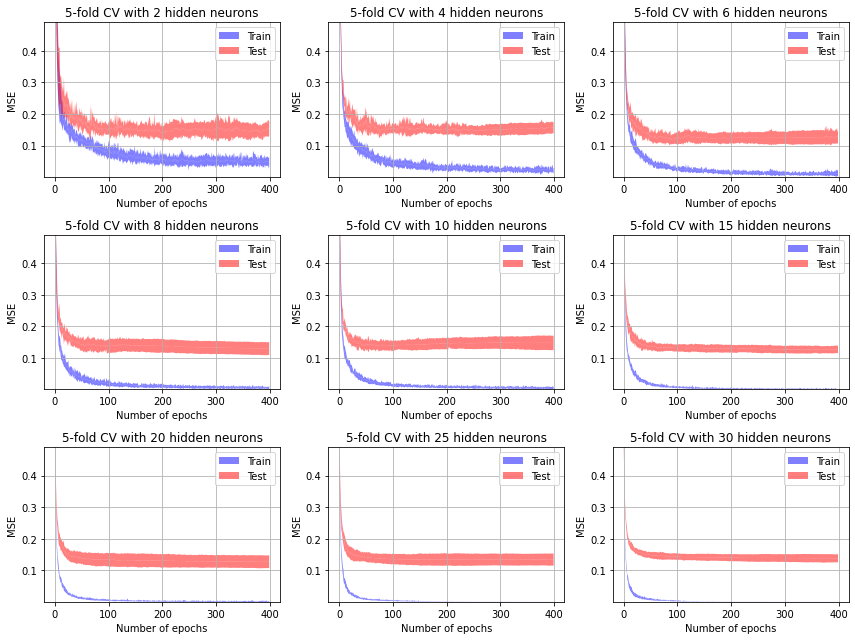 5-fold CV with 2 hidden neurons
Train
Test
0.4
0.3
0.2
0.1
MSE
0 100 200 300 400
Number of epochs
5-fold CV with 4 hidden neurons
Train
Test
0.4
0.3
0.2
0.1
MSE
0 100 200 300 400
Number of epochs
5-fold CV with 6 hidden neurons
Train
Test
0.4
0.3
0.2
0.1
MSE
0 100 200 300 400
Number of epochs
5-fold CV with 8 hidden neurons
Train
Test
0.4
0.3
0.2
0.1
MSE
0 100 200 300 400
Number of epochs
5-fold CV with 10 hidden neurons
Train
Test
0.4
0.3
0.2
0.1
MSE
0 100 200 300 400
Number of epochs
5-fold CV with 15 hidden neurons
Train
Test
0.4
0.3
0.2
0.1
MSE
0 100 200 300 400
Number of epochs
5-fold CV with 20 hidden neurons
Train
Test
0.4
0.3
0.2
0.1
MSE
0 100 200 300 400
Number of epochs
5-fold CV with 25 hidden neurons
Train
Test
0.4
0.3
0.2
0.1
MSE
0 100 200 300 400
Number of epochs
5-fold CV with 30 hidden neurons
Train
Test
0.4
0.3
0.2
0.1
MSE
0 100 200 300 400
Number of epochs